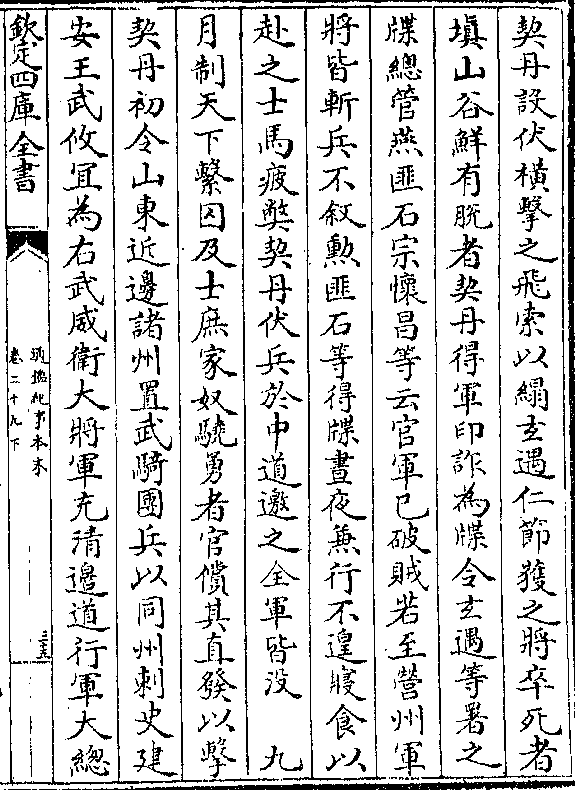 契丹設伏橫擊之飛索以繩玄遇仁節獲之將卒死者
填山谷鮮有脫者契丹得軍印詐為牒令玄遇等署之
牒總管燕匪石宗懷昌等云官軍已破賊若至營州軍
將皆斬兵不敘勲匪石等得牒晝夜兼行不遑寢食以
赴之士馬疲弊契丹伏兵於中道邀之全軍皆沒　九
月制天下繫囚及士庶家奴驍勇者官償其直發以擊
契丹初令山東近邊諸州置武騎團兵以同州刺史建
安王武攸宜為右武威衛大將軍充清邊道行軍大總
欽定四庫全書
通鑑紀事本末
卷二十九下
三五